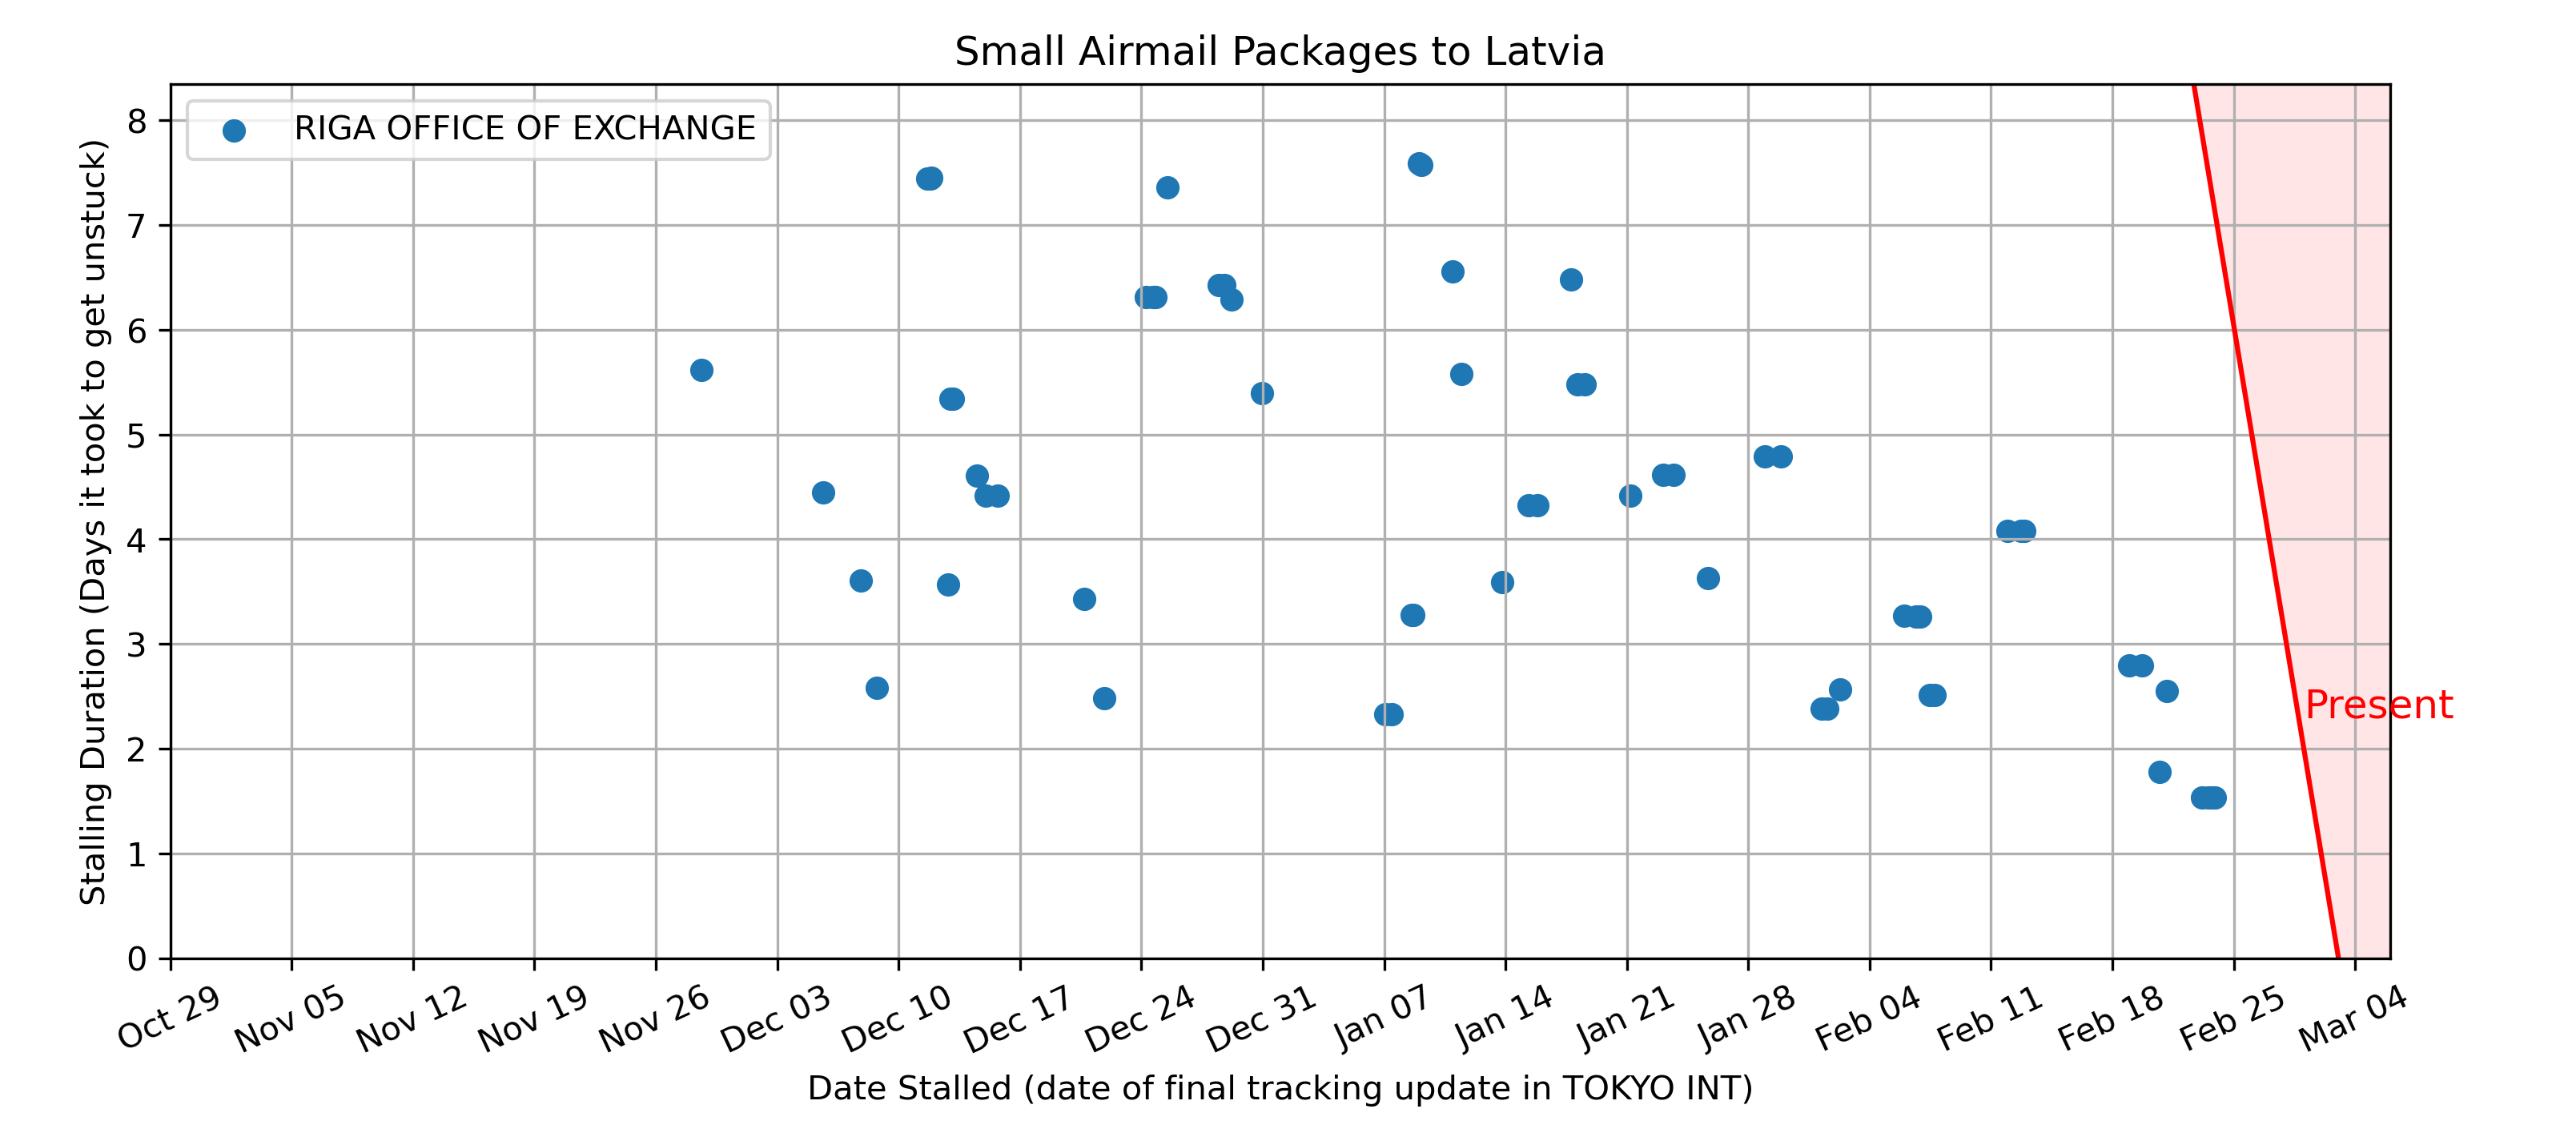 Small Airmail Packages to Latvia
RIGA OFFICE OF EXCHANGE
Stalling Duration (Days it took to get unstuck)
8
7
6
5
4
3
2
1
0
Present
Oct 29 Nov 05 Nov 12 Nov 19 Nov 26 Dec 03 Dec 10 Dec 17 Dec 24 Dec 31 Jan 07 Jan 14 Jan 21 Jan 28 Feb 04 Feb 11 Feb 18 Feb 25 Mar 04
Date Stalled (date of final tracking update in TOKYO INT)